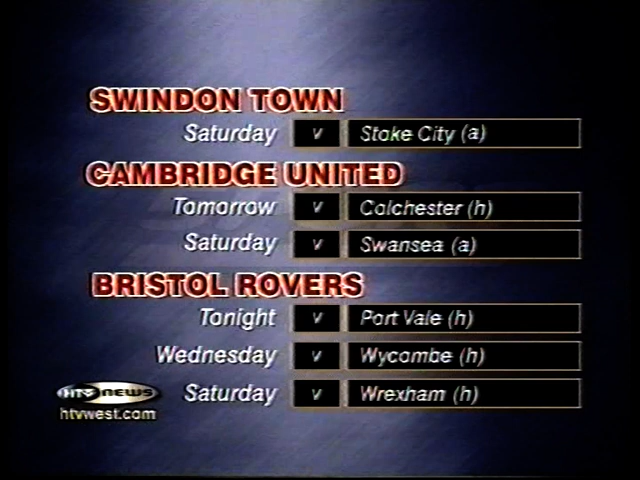 SWINDON TOWN
Saturday v Stoke City (a)
CAMBRIDGE UNITED
Tomorrow v Colchester (h)
Saturday v Swansea (a)
BRISTOL ROVERS
Tonight v Port Vale (h)
Wednesday v Wycombe (h)
Saturday v Wrexham (h)
HTV NEWS
htvwest.com